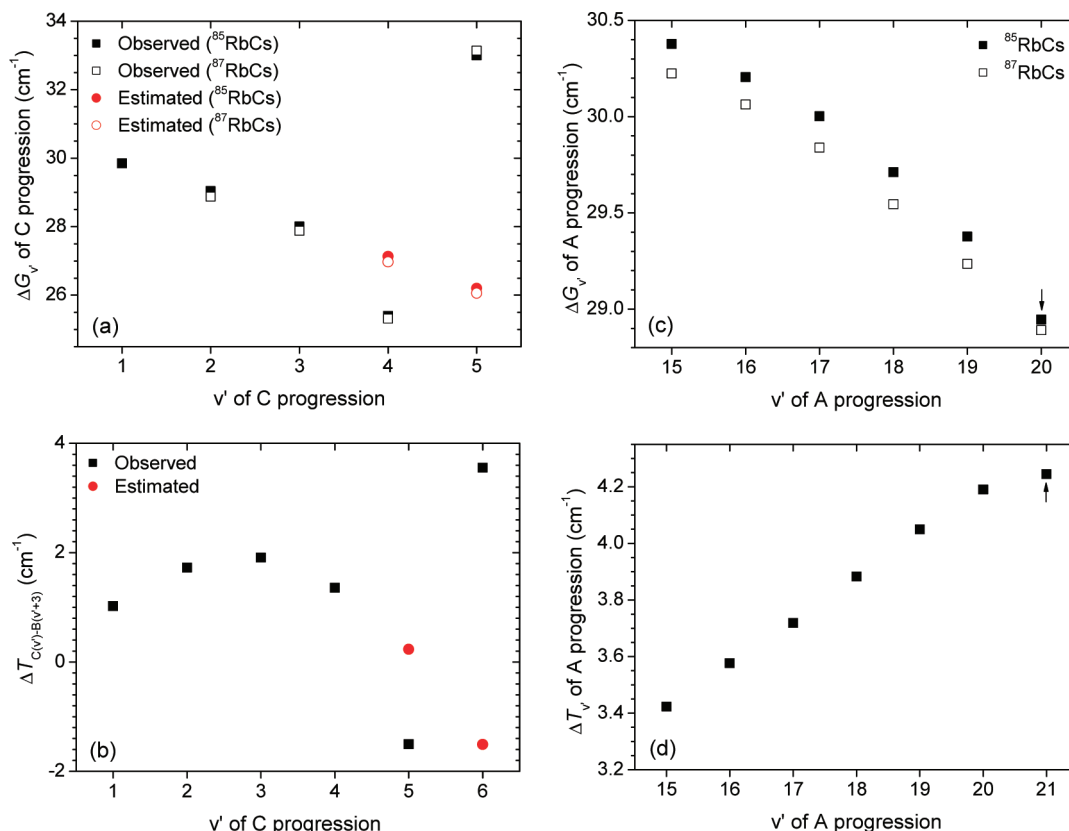 34
32
30
28
26
ΔG_v' of C progression (cm⁻¹)
Observed (⁸⁵RbCs)
Observed (⁸⁷RbCs)
Estimated (⁸⁵RbCs)
Estimated (⁸⁷RbCs)
(a)
1 2 3 4 5
v' of C progression
30.5
30.0
29.5
29.0
ΔG_v' of A progression (cm⁻¹)
⁸⁵RbCs
⁸⁷RbCs
(c)
15 16 17 18 19 20
v' of A progression
4
2
0
-2
ΔT_C(v')-B(v'+3) (cm⁻¹)
Observed
Estimated
(b)
1 2 3 4 5 6
v' of C progression
4.2
4.0
3.8
3.6
3.4
3.2
ΔT_v' of A progression (cm⁻¹)
(d)
15 16 17 18 19 20 21
v' of A progression